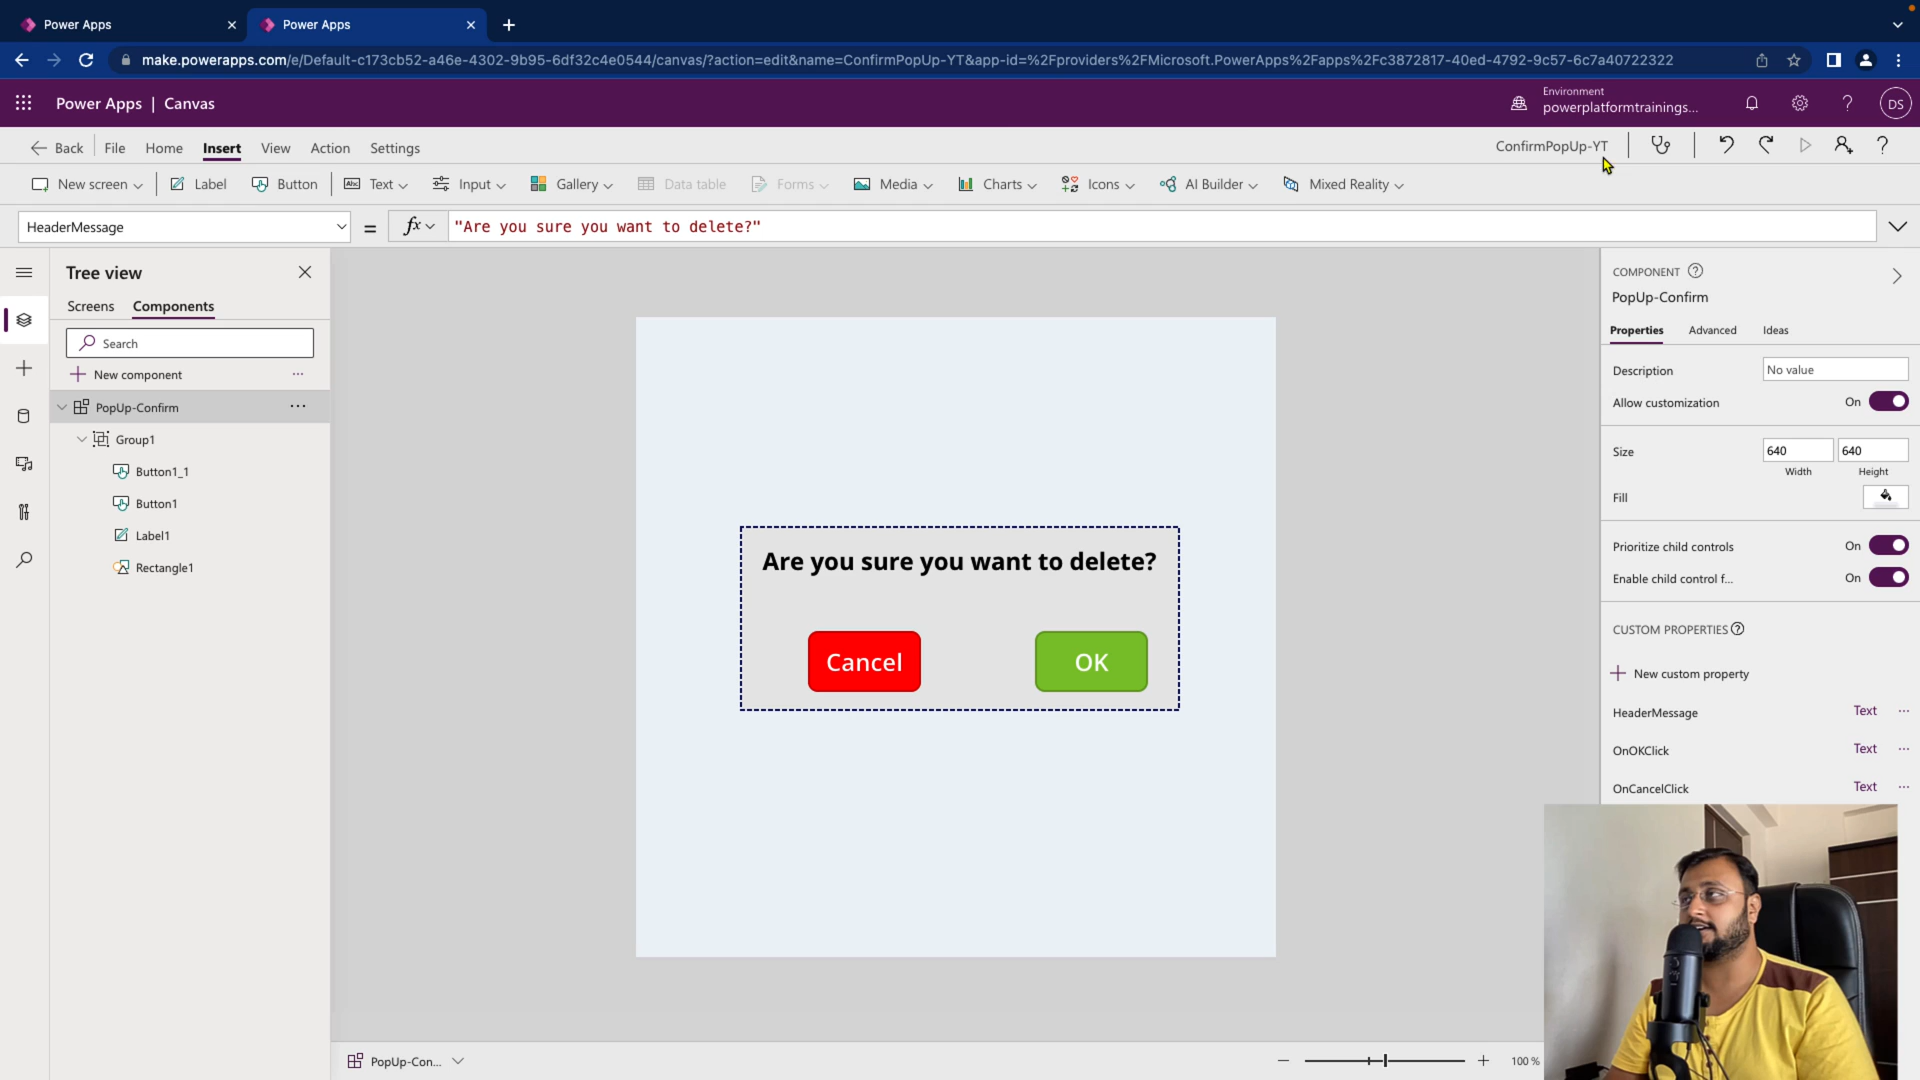 Power Apps
Power Apps
make.powerapps.com/e/Default-c173cb52-a46e-4302-9b95-6df32c4e0544/canvas/?action=edit&name=ConfirmPopUp-YT&app-id=%2Fproviders%2FMicrosoft.PowerApps%2Fapps%2Fc3872817-40ed-4792-9c57-6c7a40722322
Power Apps | Canvas
Environment
powerplatformtrainings...
DS
Back File Home Insert View Action Settings
ConfirmPopUp-YT
New screen Label Button Text Input Gallery Data table Forms Media Charts Icons AI Builder Mixed Reality
HeaderMessage = fx "Are you sure you want to delete?"
Tree view
Screens Components
Search
New component
PopUp-Confirm
Group1
Button1_1
Button1
Label1
Rectangle1
Are you sure you want to delete?
Cancel OK
COMPONENT
PopUp-Confirm
Properties Advanced Ideas
Description No value
Allow customization On
Size 640 640
Width Height
Fill
Prioritize child controls On
Enable child control f... On
CUSTOM PROPERTIES
New custom property
HeaderMessage Text
OnOKClick Text
OnCancelClick Text
PopUp-Con...
100 %